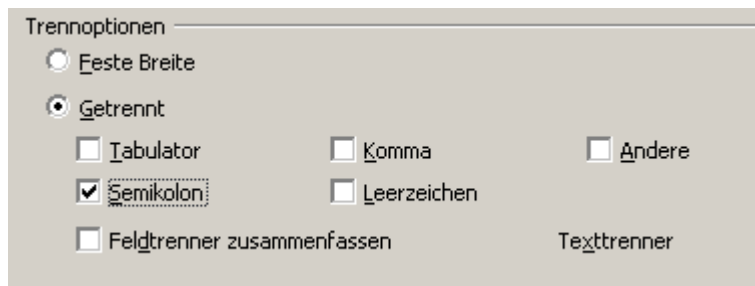 Trennoptionen
Feste Breite
Getrennt
Tabulator Komma Andere
Semikolon Leerzeichen
Feldtrenner zusammenfassen Texttrenner